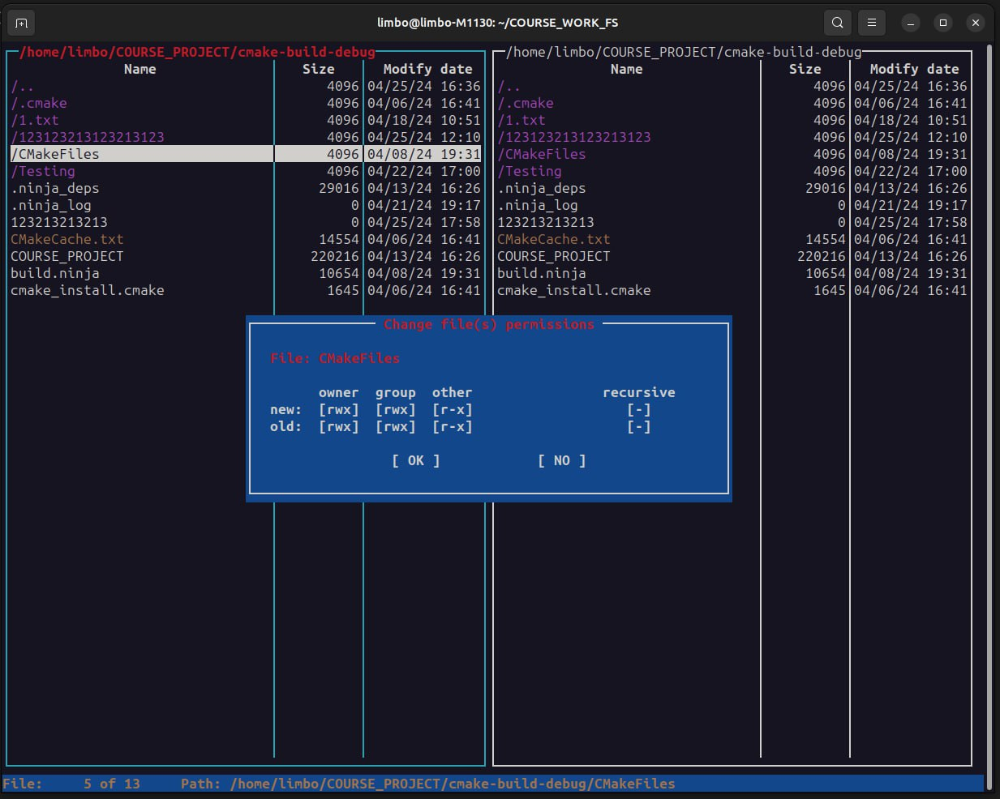 limbo@limbo-M1130: ~/COURSE_WORK_FS
/home/limbo/COURSE_PROJECT/cmake-build-debug /home/limbo/COURSE_PROJECT/cmake-build-debug
Name Size Modify date Name Size Modify date
/.. 4096 04/25/24 16:36 /.. 4096 04/25/24 16:36
/.cmake 4096 04/06/24 16:41 /.cmake 4096 04/06/24 16:41
/1.txt 4096 04/18/24 10:51 /1.txt 4096 04/18/24 10:51
/123123213123213123 4096 04/25/24 12:10 /123123213123213123 4096 04/25/24 12:10
/CMakeFiles 4096 04/08/24 19:31 /CMakeFiles 4096 04/08/24 19:31
/Testing 4096 04/22/24 17:00 /Testing 4096 04/22/24 17:00
.ninja_deps 29016 04/13/24 16:26 .ninja_deps 29016 04/13/24 16:26
.ninja_log 0 04/21/24 19:17 .ninja_log 0 04/21/24 19:17
123213213213 0 04/25/24 17:58 123213213213 0 04/25/24 17:58
CMakeCache.txt 14554 04/06/24 16:41 CMakeCache.txt 14554 04/06/24 16:41
COURSE_PROJECT 220216 04/13/24 16:26 COURSE_PROJECT 220216 04/13/24 16:26
build.ninja 10654 04/08/24 19:31 build.ninja 10654 04/08/24 19:31
cmake_install.cmake 1645 04/06/24 16:41 cmake_install.cmake 1645 04/06/24 16:41
Change file(s) permissions
File: CMakeFiles
owner group other recursive
new: [rwx] [rwx] [r-x] [-]
old: [rwx] [rwx] [r-x] [-]
[ OK ] [ NO ]
File: 5 of 13 Path: /home/limbo/COURSE_PROJECT/cmake-build-debug/CMakeFiles